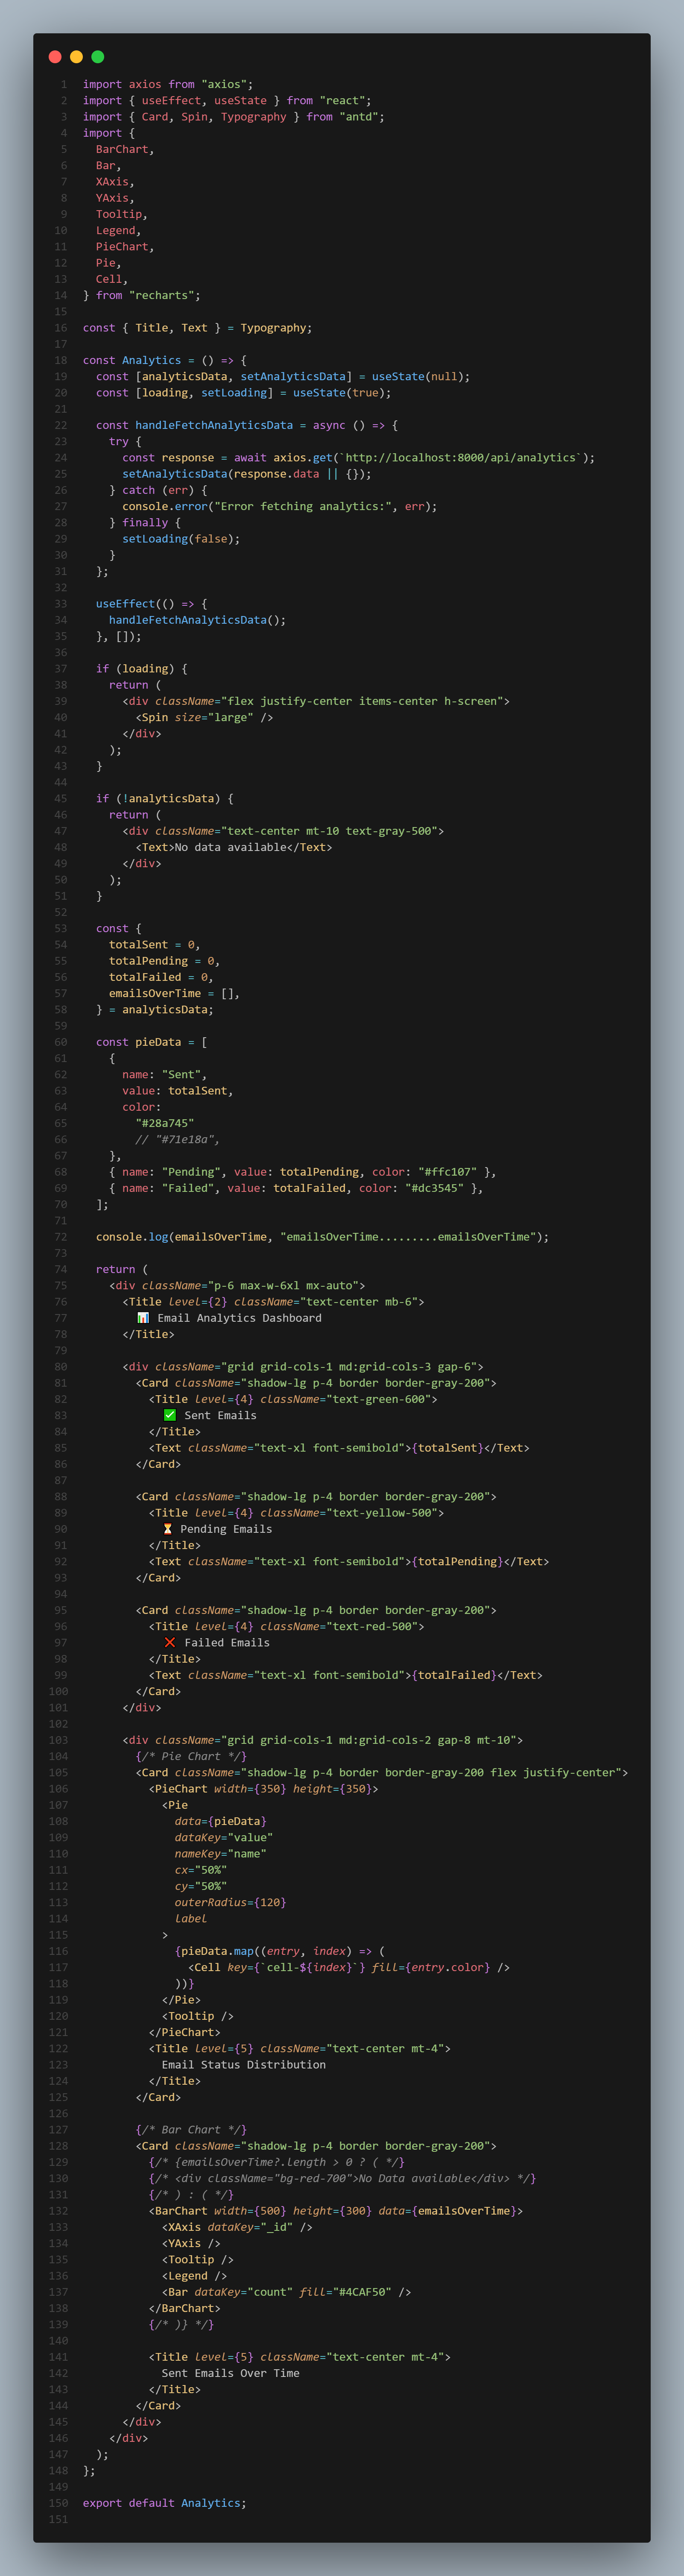 1 import axios from "axios";
2 import { useEffect, useState } from "react";
3 import { Card, Spin, Typography } from "antd";
4 import {
5   BarChart,
6   Bar,
7   XAxis,
8   YAxis,
9   Tooltip,
10   Legend,
11   PieChart,
12   Pie,
13   Cell,
14 } from "recharts";
15
16 const { Title, Text } = Typography;
17
18 const Analytics = () => {
19   const [analyticsData, setAnalyticsData] = useState(null);
20   const [loading, setLoading] = useState(true);
21
22   const handleFetchAnalyticsData = async () => {
23     try {
24       const response = await axios.get(`http://localhost:8000/api/analytics`);
25       setAnalyticsData(response.data || {});
26     } catch (err) {
27       console.error("Error fetching analytics:", err);
28     } finally {
29       setLoading(false);
30     }
31   };
32
33   useEffect(() => {
34     handleFetchAnalyticsData();
35   }, []);
36
37   if (loading) {
38     return (
39       <div className="flex justify-center items-center h-screen">
40         <Spin size="large" />
41       </div>
42     );
43   }
44
45   if (!analyticsData) {
46     return (
47       <div className="text-center mt-10 text-gray-500">
48         <Text>No data available</Text>
49       </div>
50     );
51   }
52
53   const {
54     totalSent = 0,
55     totalPending = 0,
56     totalFailed = 0,
57     emailsOverTime = [],
58   } = analyticsData;
59
60   const pieData = [
61     {
62       name: "Sent",
63       value: totalSent,
64       color:
65         "#28a745"
66         // "#71e18a",
67     },
68     { name: "Pending", value: totalPending, color: "#ffc107" },
69     { name: "Failed", value: totalFailed, color: "#dc3545" },
70   ];
71
72   console.log(emailsOverTime, "emailsOverTime.........emailsOverTime");
73
74   return (
75     <div className="p-6 max-w-6xl mx-auto">
76       <Title level={2} className="text-center mb-6">
77         📊 Email Analytics Dashboard
78       </Title>
79
80       <div className="grid grid-cols-1 md:grid-cols-3 gap-6">
81         <Card className="shadow-lg p-4 border border-gray-200">
82           <Title level={4} className="text-green-600">
83             ✅ Sent Emails
84           </Title>
85           <Text className="text-xl font-semibold">{totalSent}</Text>
86         </Card>
87
88         <Card className="shadow-lg p-4 border border-gray-200">
89           <Title level={4} className="text-yellow-500">
90             ⏳ Pending Emails
91           </Title>
92           <Text className="text-xl font-semibold">{totalPending}</Text>
93         </Card>
94
95         <Card className="shadow-lg p-4 border border-gray-200">
96           <Title level={4} className="text-red-500">
97             ❌ Failed Emails
98           </Title>
99           <Text className="text-xl font-semibold">{totalFailed}</Text>
100         </Card>
101       </div>
102
103       <div className="grid grid-cols-1 md:grid-cols-2 gap-8 mt-10">
104         {/* Pie Chart */}
105         <Card className="shadow-lg p-4 border border-gray-200 flex justify-center">
106           <PieChart width={350} height={350}>
107             <Pie
108               data={pieData}
109               dataKey="value"
110               nameKey="name"
111               cx="50%"
112               cy="50%"
113               outerRadius={120}
114               label
115             >
116               {pieData.map((entry, index) => (
117                 <Cell key={`cell-${index}`} fill={entry.color} />
118               ))}
119             </Pie>
120             <Tooltip />
121           </PieChart>
122           <Title level={5} className="text-center mt-4">
123             Email Status Distribution
124           </Title>
125         </Card>
126
127         {/* Bar Chart */}
128         <Card className="shadow-lg p-4 border border-gray-200">
129           {/* {emailsOverTime?.length > 0 ? ( */}
130           {/* <div className="bg-red-700">No Data available</div> */}
131           {/* ) : ( */}
132           <BarChart width={500} height={300} data={emailsOverTime}>
133             <XAxis dataKey="_id" />
134             <YAxis />
135             <Tooltip />
136             <Legend />
137             <Bar dataKey="count" fill="#4CAF50" />
138           </BarChart>
139           {/* )} */}
140
141           <Title level={5} className="text-center mt-4">
142             Sent Emails Over Time
143           </Title>
144         </Card>
145       </div>
146     </div>
147   );
148 };
149
150 export default Analytics;
151